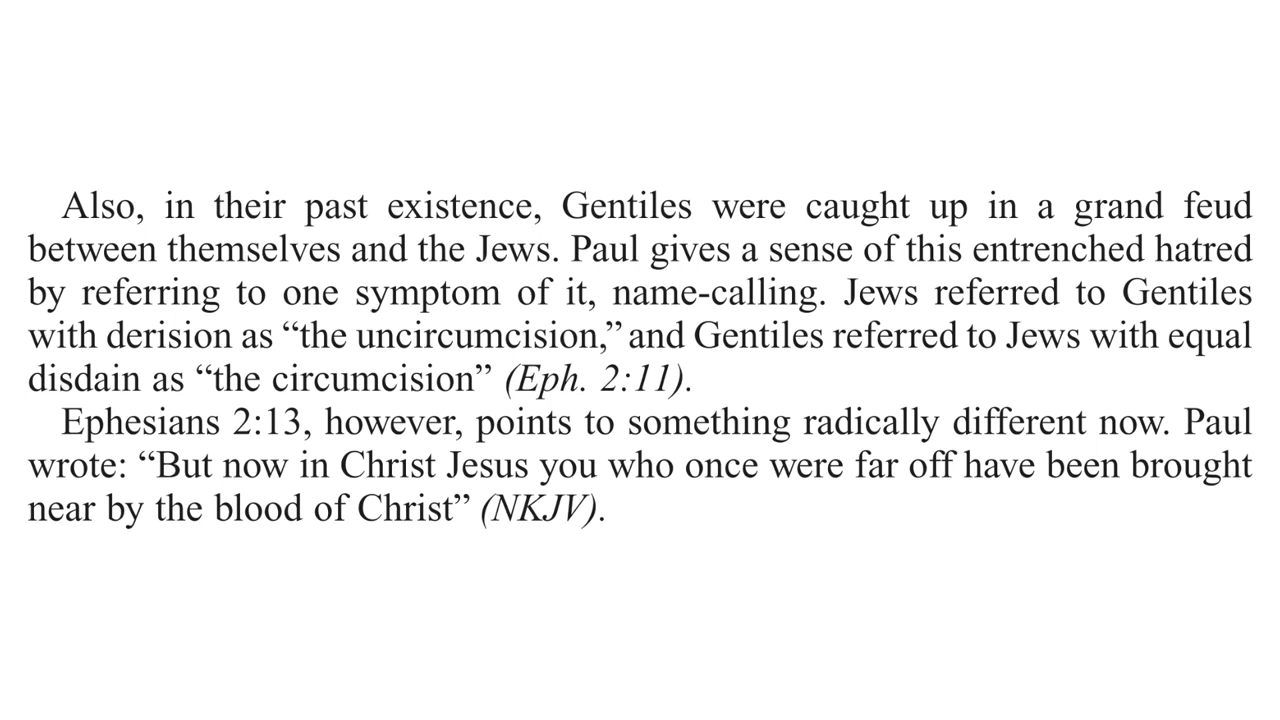 Also, in their past existence, Gentiles were caught up in a grand feud
between themselves and the Jews. Paul gives a sense of this entrenched hatred
by referring to one symptom of it, name-calling. Jews referred to Gentiles
with derision as “the uncircumcision,” and Gentiles referred to Jews with equal
disdain as “the circumcision” (Eph. 2:11).
Ephesians 2:13, however, points to something radically different now. Paul
wrote: “But now in Christ Jesus you who once were far off have been brought
near by the blood of Christ” (NKJV).